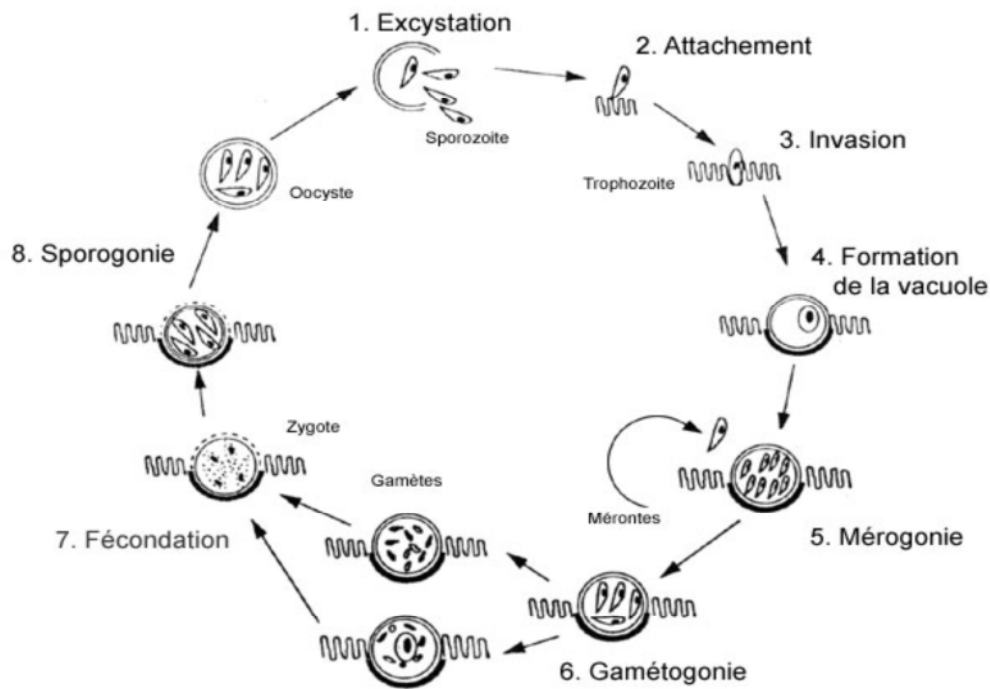 1. Excystation
2. Attachement
Sporozoite
3. Invasion
Trophozoite
Oocyste
8. Sporogonie
4. Formation
de la vacuole
Zygote
Gamètes
Mérontes
7. Fécondation
5. Mérogonie
6. Gamétogonie